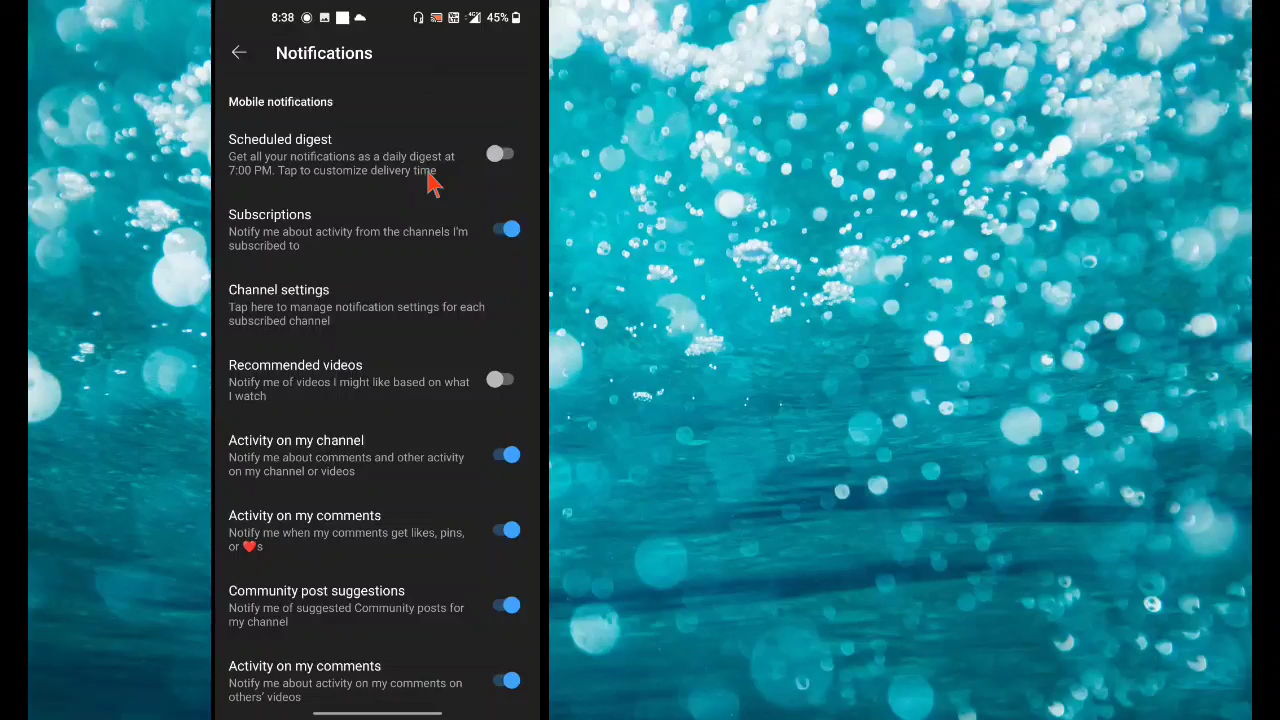 8:38 45%
Notifications
Mobile notifications
Scheduled digest
Get all your notifications as a daily digest at
7:00 PM. Tap to customize delivery time
Subscriptions
Notify me about activity from the channels I'm
subscribed to
Channel settings
Tap here to manage notification settings for each
subscribed channel
Recommended videos
Notify me of videos I might like based on what
I watch
Activity on my channel
Notify me about comments and other activity
on my channel or videos
Activity on my comments
Notify me when my comments get likes, pins,
or ❤️s
Community post suggestions
Notify me of suggested Community posts for
my channel
Activity on my comments
Notify me about activity on my comments on
others' videos